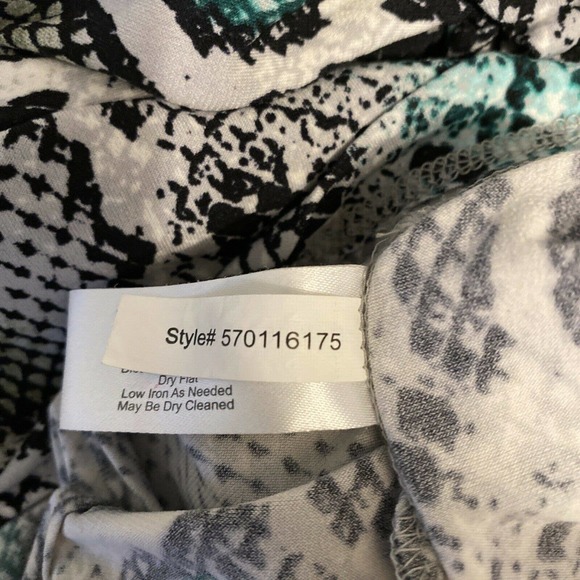 Style# 570116175
Dry Flat
Low Iron As Needed
May Be Dry Cleaned